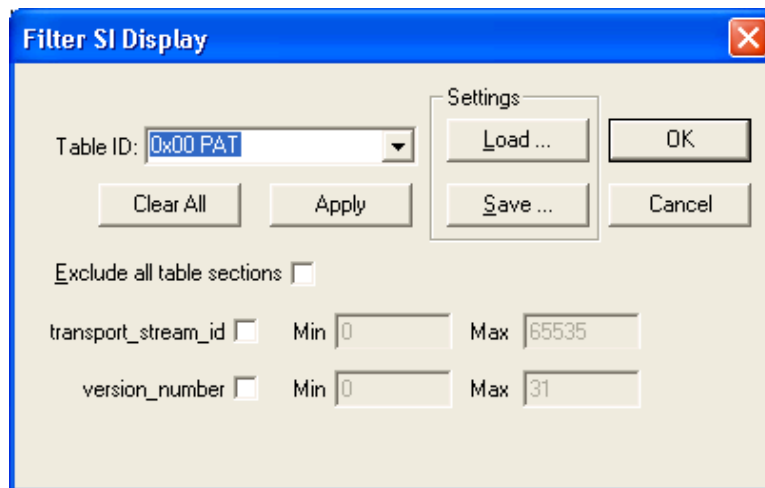 Filter SI Display
Settings
Table ID: 0x00 PAT Load ... OK
Clear All Apply Save ... Cancel
Exclude all table sections
transport_stream_id Min 0 Max 65535
version_number Min 0 Max 31